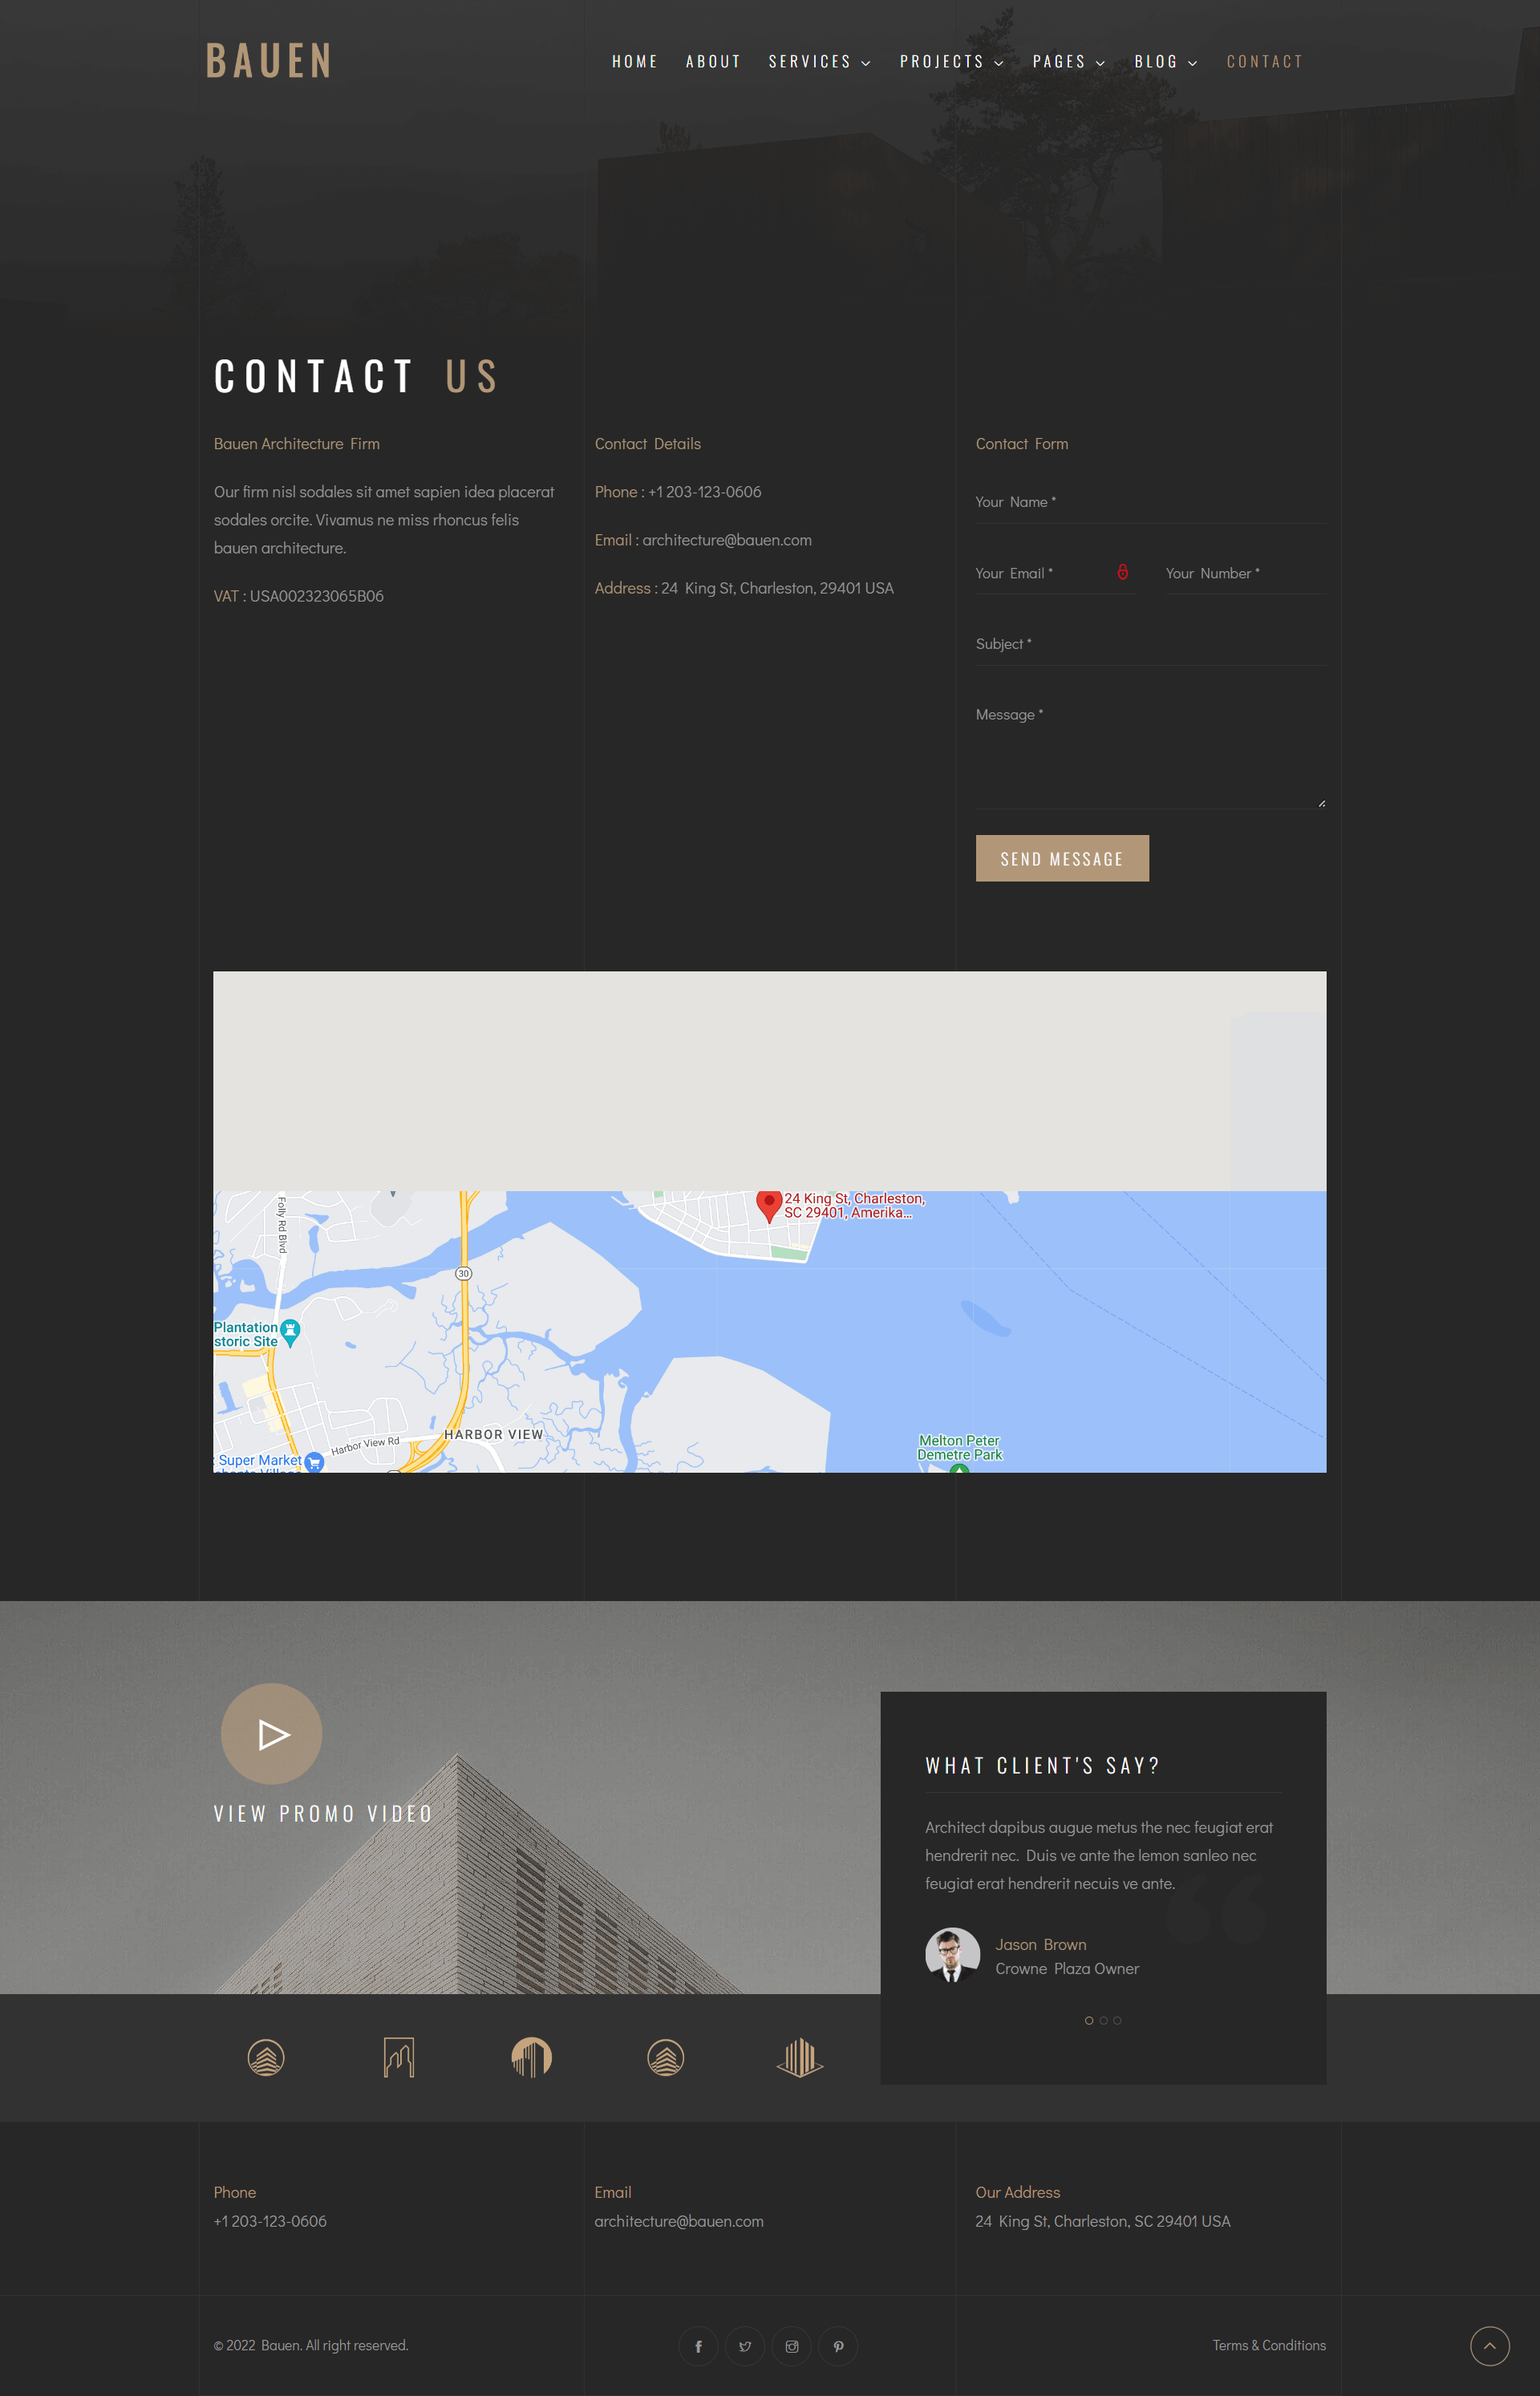 BAUEN
HOME ABOUT SERVICES PROJECTS PAGES BLOG CONTACT
CONTACT US
Bauen Architecture Firm
Our firm nisl sodales sit amet sapien idea placerat
sodales orcite. Vivamus ne miss rhoncus felis
bauen architecture.
VAT : USA002323065B06
Contact Details
Phone : +1 203-123-0606
Email : architecture@bauen.com
Address : 24 King St, Charleston, 29401 USA
Contact Form
Your Name *
Your Email *
Your Number *
Subject *
Message *
SEND MESSAGE
24 King St, Charleston,
SC 29401, Amerika...
Folly Rd Blvd
30
Plantation
storic Site
Harbor View Rd
HARBOR VIEW
Super Market
Melton Peter
Demetre Park
VIEW PROMO VIDEO
WHAT CLIENT'S SAY?
Architect dapibus augue metus the nec feugiat erat
hendrerit nec. Duis ve ante the lemon sanleo nec
feugiat erat hendrerit necuis ve ante.
Jason Brown
Crowne Plaza Owner
Phone
+1 203-123-0606
Email
architecture@bauen.com
Our Address
24 King St, Charleston, SC 29401 USA
© 2022 Bauen. All right reserved.
Terms & Conditions